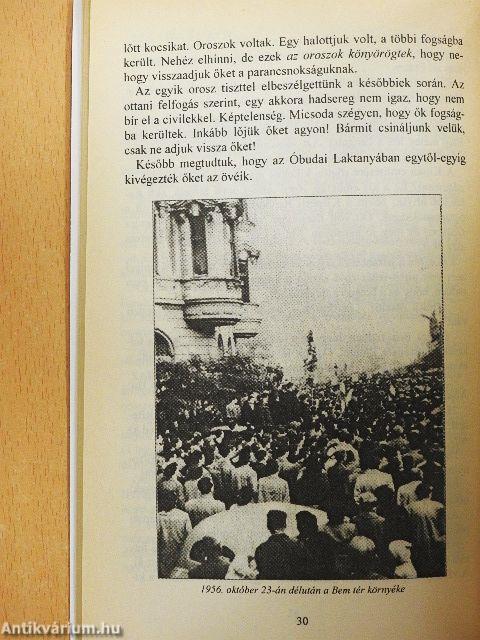 lőtt kocsikat. Oroszok voltak. Egy halottjuk volt, a többi fogságba
került. Nehéz elhinni, de ezek az oroszok könyörögtek, hogy ne-
hogy visszaadjuk őket a parancsnokságuknak.
Az egyik orosz tiszttel elbeszélgettünk a későbbiek során. Az
ottani felfogás szerint, egy akkora hadsereg nem igaz, hogy nem
bír el a civilekkel. Képtelenség. Micsoda szégyen, hogy ők fogság-
ba kerültek. Inkább lőjük őket agyon! Bármit csináljunk velük,
csak ne adjuk vissza őket!
Később megtudtuk, hogy az Óbudai Laktanyában egytől-egyig
kivégezték őket az övéik.
1956. október 23-án délután a Bem tér környéke
30
Antikvárium.hu